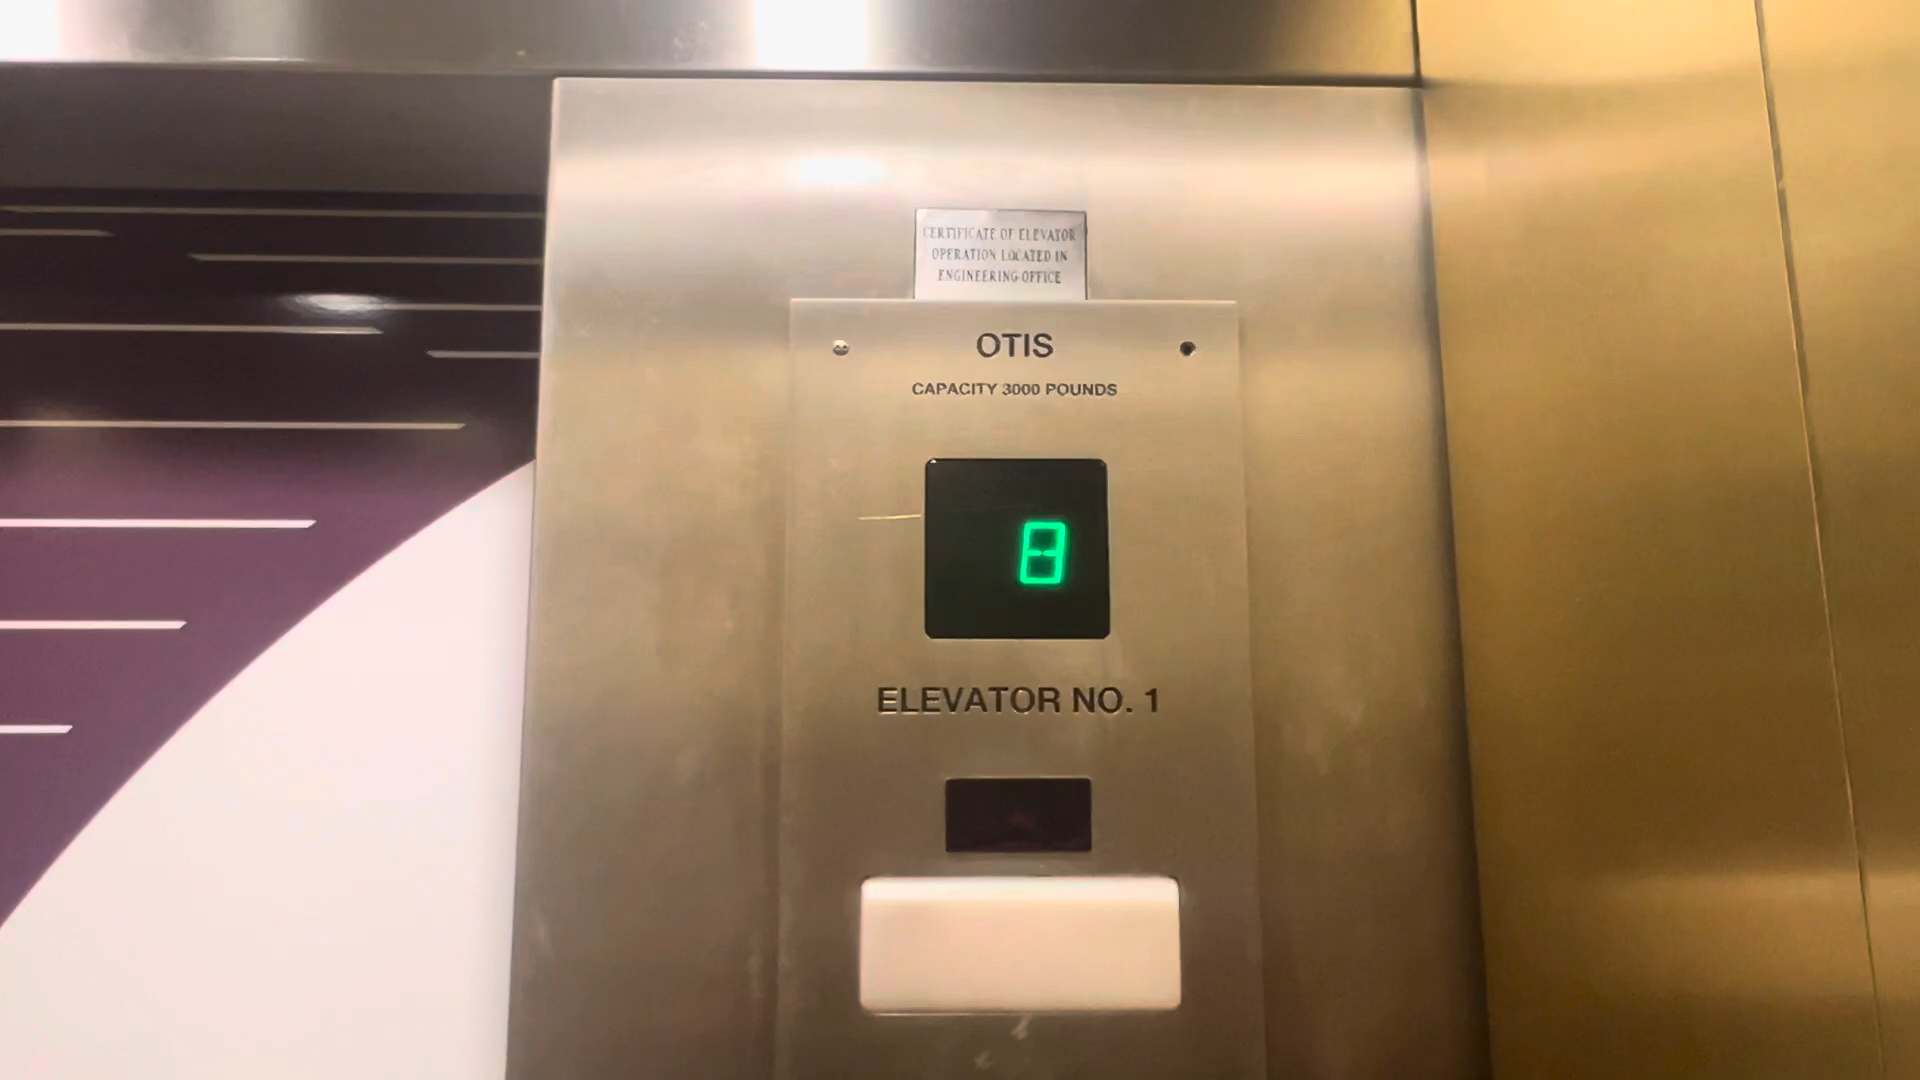 CERTIFICATE OF ELEVATOR
OPERATION LOCATED IN
ENGINEERING OFFICE
OTIS
CAPACITY 3000 POUNDS
8
ELEVATOR NO. 1